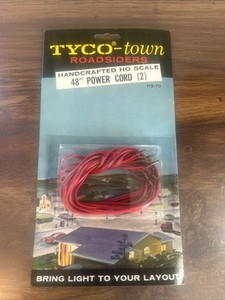 TYCO-town
ROADSIDERS
HANDCRAFTED HO SCALE
48" POWER CORD (2)
BRING LIGHT TO YOUR LAYOUT